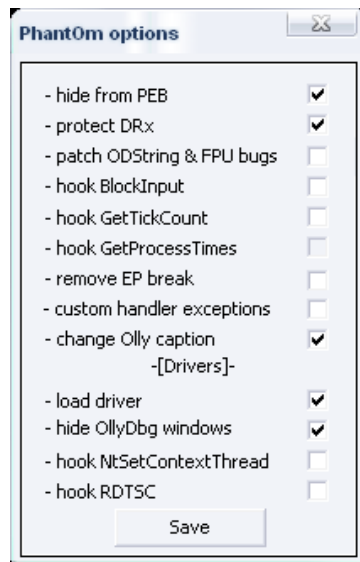 PhantOm options
- hide from PEB
- protect DRx
- patch ODString & FPU bugs
- hook BlockInput
- hook GetTickCount
- hook GetProcessTimes
- remove EP break
- custom handler exceptions
- change Olly caption
-[Drivers]-
- load driver
- hide OllyDbg windows
- hook NtSetContextThread
- hook RDTSC
Save